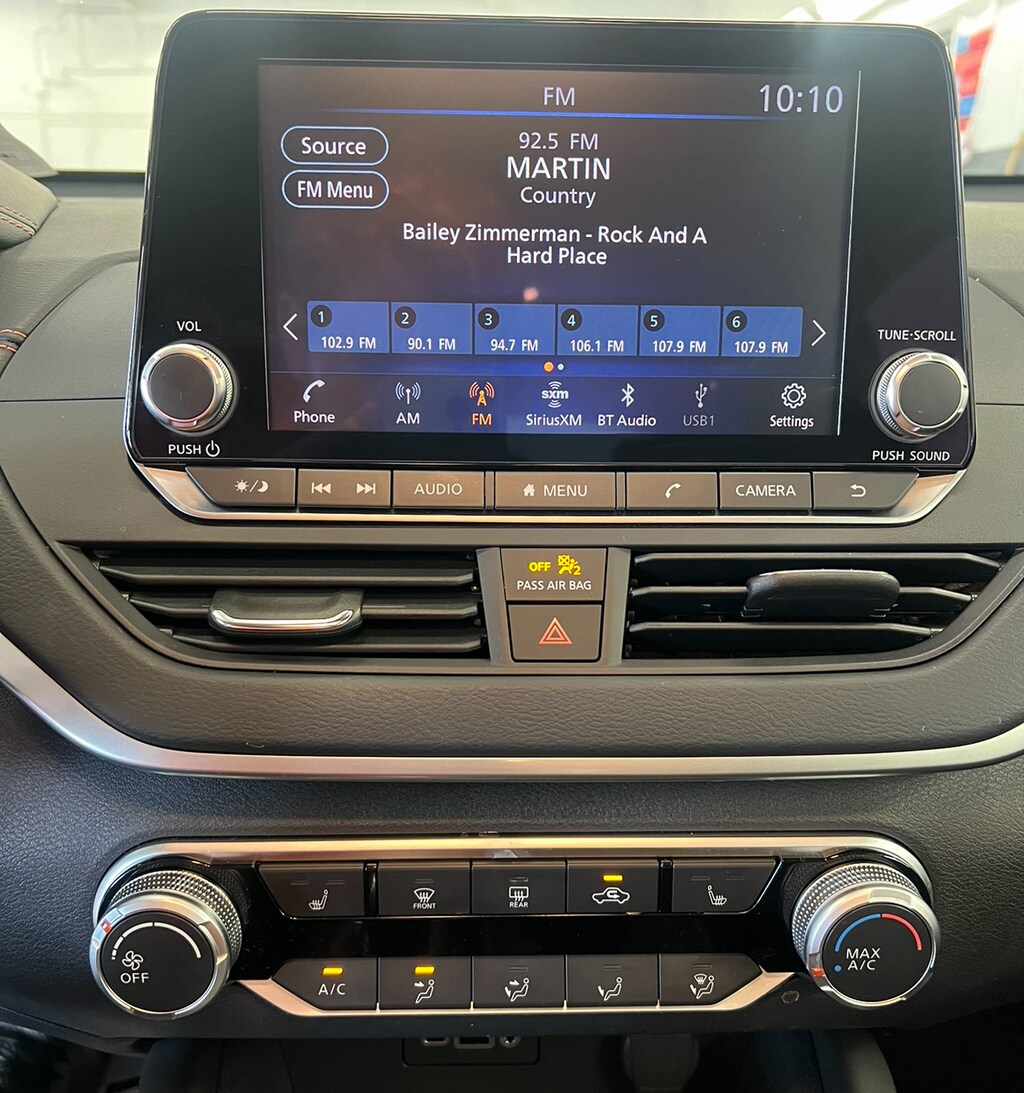 FM
10:10
Source
92.5 FM
MARTIN
FM Menu
Country
Bailey Zimmerman - Rock And A
Hard Place
1 2 3 4 5 6
102.9 FM 90.1 FM 94.7 FM 106.1 FM 107.9 FM 107.9 FM
VOL
TUNE·SCROLL
Phone AM FM sxm SiriusXM BT Audio USB1 Settings
PUSH
PUSH SOUND
AUDIO MENU CAMERA
OFF 2
PASS AIR BAG
FRONT REAR
OFF
A/C
MAX
A/C